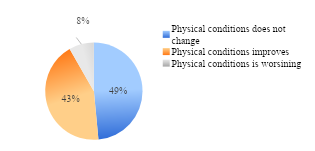 8%
Physical conditions does not
change
Physical conditions improves
Physical conditions is worsining
49%
43%